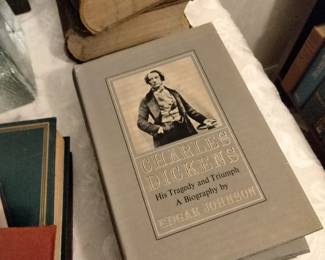 CHARLES
DICKENS
His Tragedy and Triumph
A Biography by
EDGAR JOHNSON